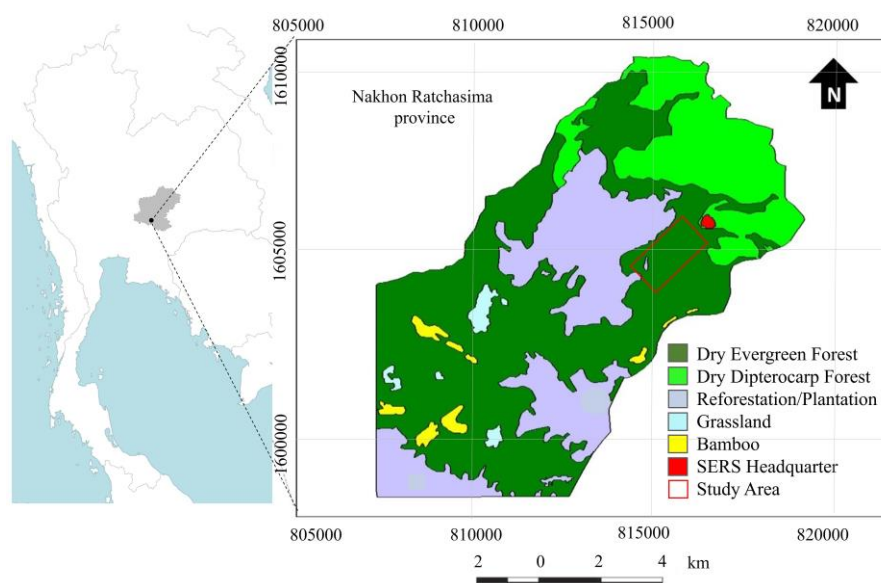 805000
810000
815000
820000
1610000
N
Nakhon Ratchasima
province
1605000
Dry Evergreen Forest
Dry Dipterocarp Forest
Reforestation/Plantation
Grassland
Bamboo
SERS Headquarter
Study Area
1600000
805000
810000
815000
820000
2 0 2 4 km